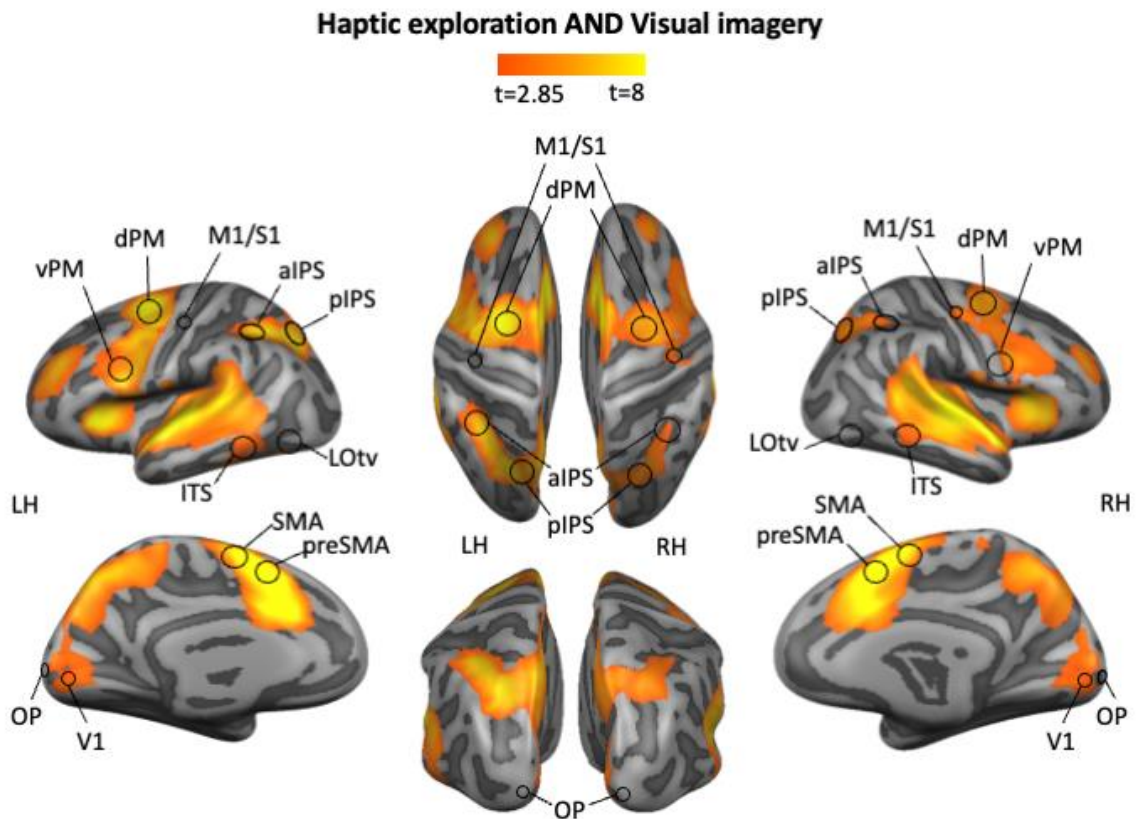 Haptic exploration AND Visual imagery
t=2.85 t=8
M1/S1
dPM
vPM
dPM
M1/S1
aIPS
pIPS
ITS
LOtv
LH
M1/S1
dPM
vPM
aIPS
pIPS
LOtv
ITS
RH
aIPS
pIPS
LH RH
SMA
preSMA
OP
V1
SMA
preSMA
V1
OP
OP